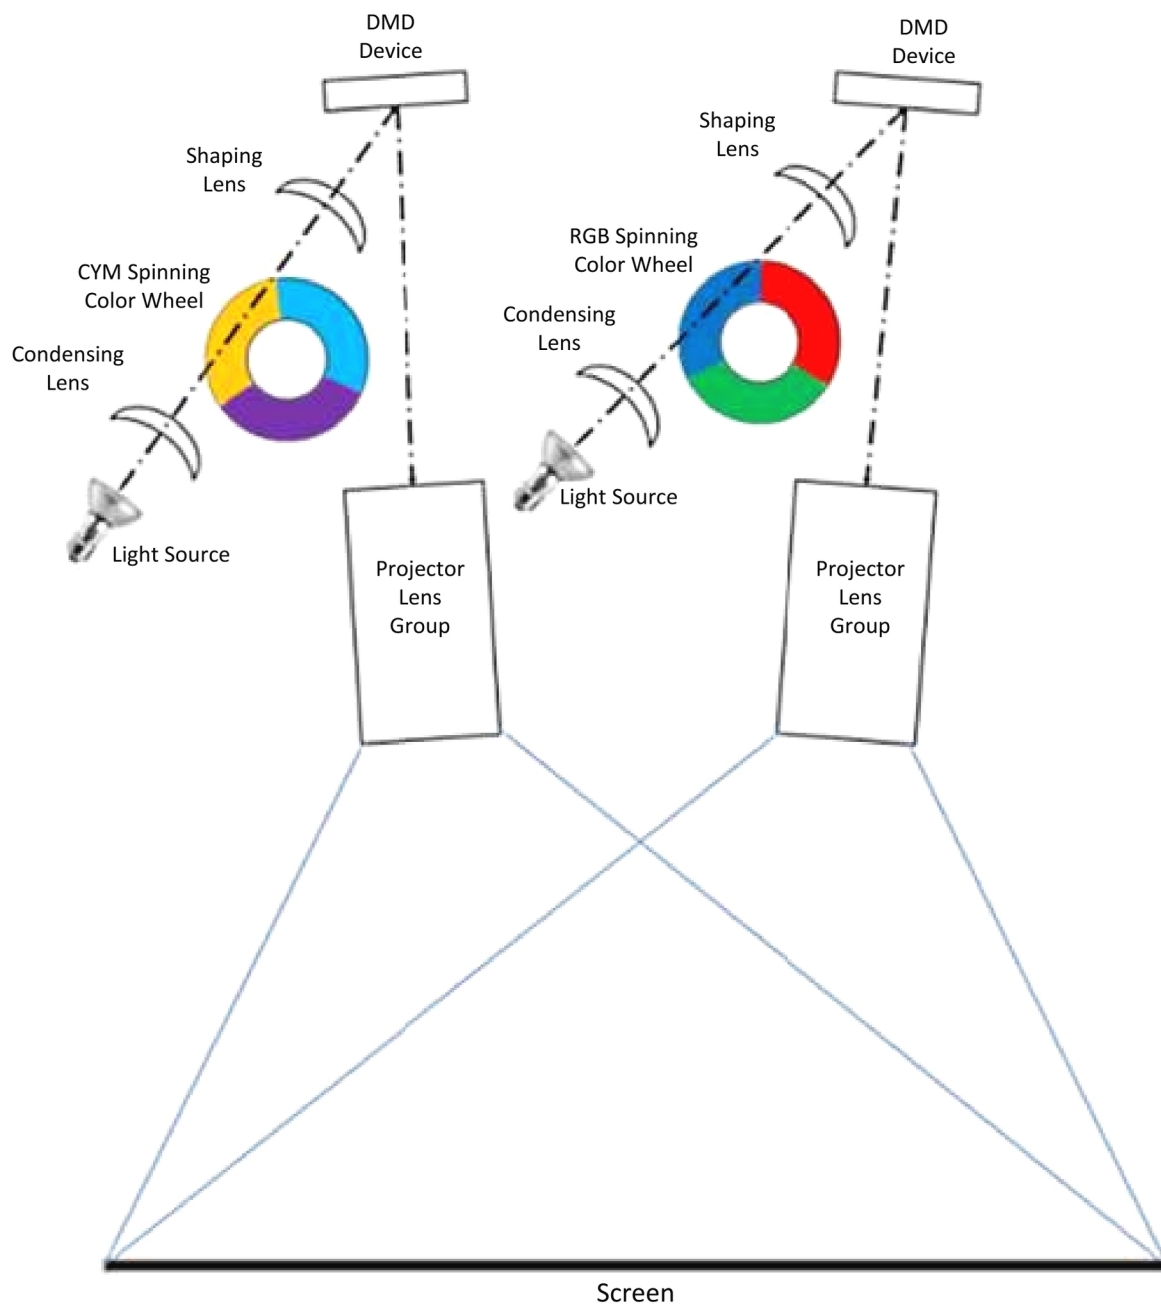 DMD
Device
DMD
Device
Shaping
Lens
Shaping
Lens
CYM Spinning
Color Wheel
RGB Spinning
Color Wheel
Condensing
Lens
Condensing
Lens
Light Source
Light Source
Projector
Lens
Group
Projector
Lens
Group
Screen